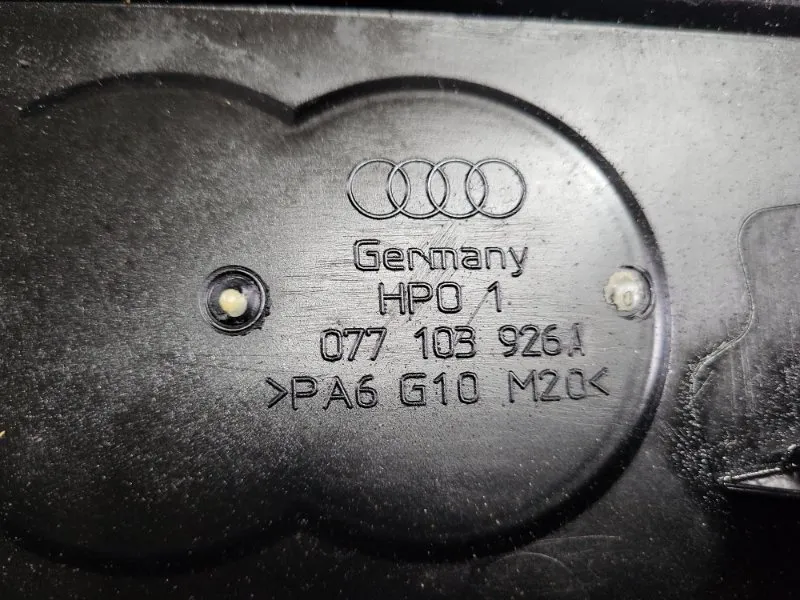 Germany
HPO 1
077 103 926A
>PA6 G10 M20<